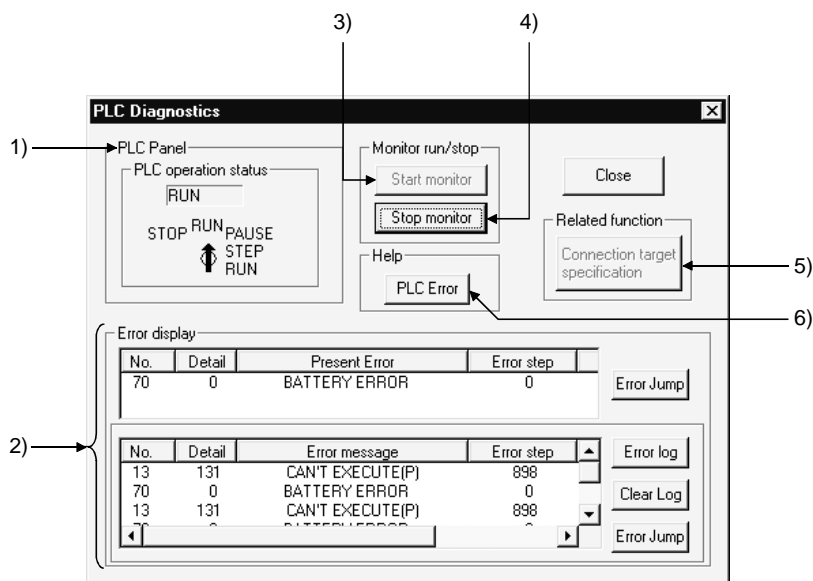 3) 4)
PLC Diagnostics
1) PLC Panel Monitor run/stop
PLC operation status Start monitor Close
RUN
STOP RUN PAUSE Stop monitor Related function
STEP Help Connection target
RUN specification 5)
PLC Error
6)
Error display
No. Detail Present Error Error step
70 0 BATTERY ERROR 0 Error Jump
2)
No. Detail Error message Error step Error log
13 131 CAN'T EXECUTE(P) 898
70 0 BATTERY ERROR 0 Clear Log
13 131 CAN'T EXECUTE(P) 898
Error Jump